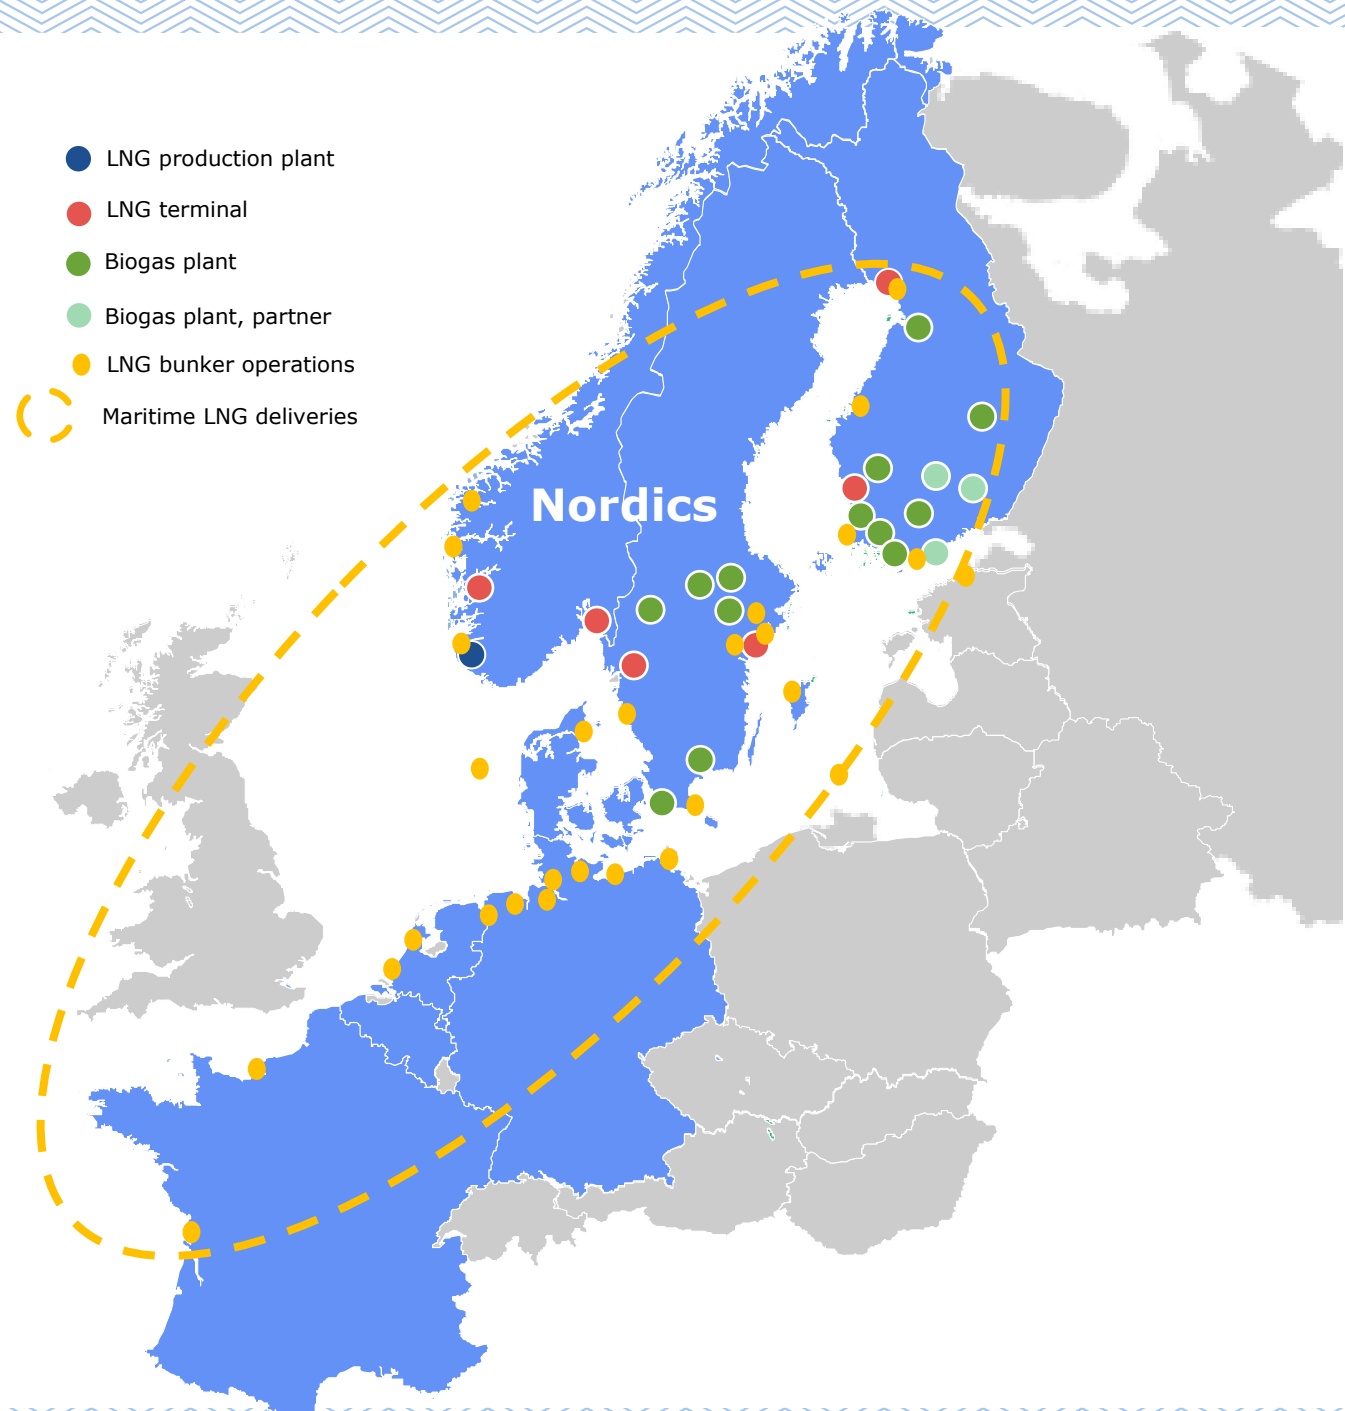 LNG production plant
LNG terminal
Biogas plant
Biogas plant, partner
LNG bunker operations
Maritime LNG deliveries
Nordics